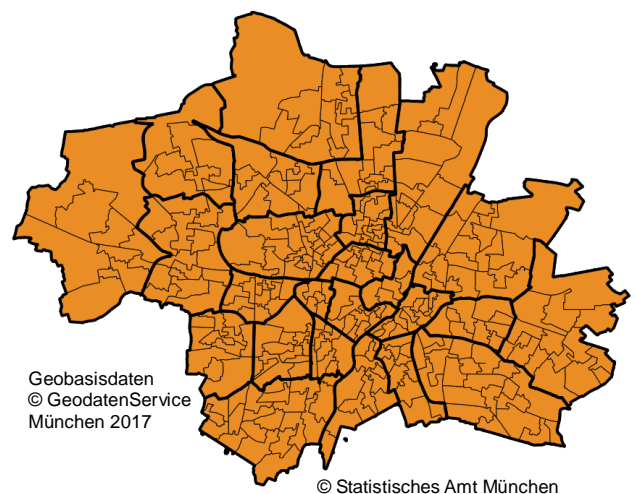 Geobasisdaten
© GeodatenService
München 2017
© Statistisches Amt München